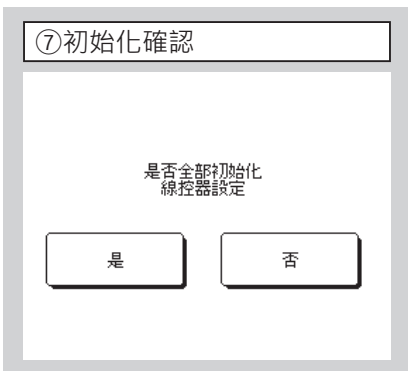 ⑦初始化確認
是否全部初始化
線控器設定
是
否